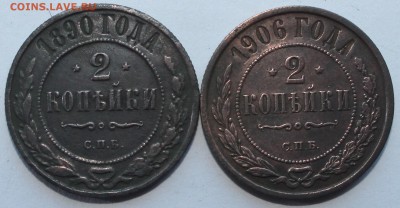 COINS.LAVE.RU
1890 ГОДА
* 2 *
КОПѢЙКИ
С.П.Б.
1906 ГОДА
* 2 *
КОПѢЙКИ
С.П.Б.